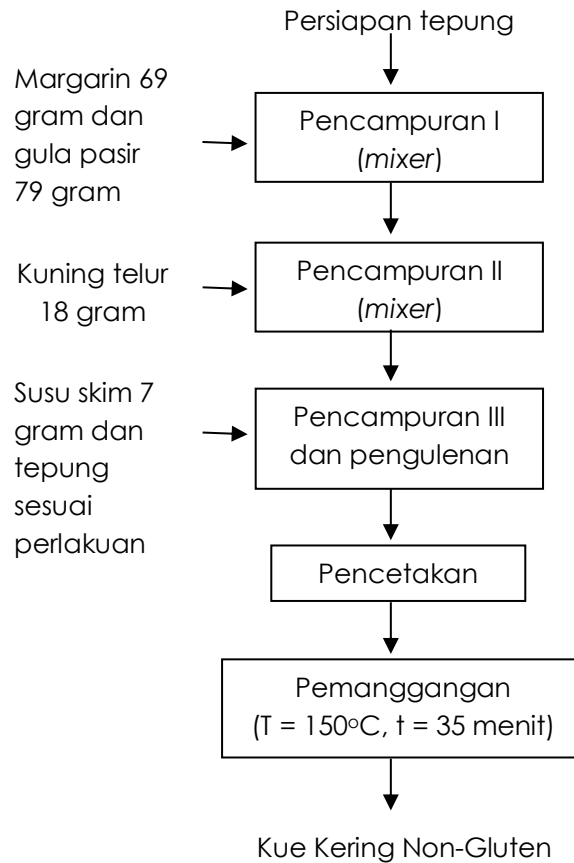 Persiapan tepung
Margarin 69
gram dan
gula pasir
79 gram
Pencampuran I
(mixer)
Kuning telur
18 gram
Pencampuran II
(mixer)
Susu skim 7
gram dan
tepung
sesuai
perlakuan
Pencampuran III
dan pengulenan
Pencetakan
Pemanggangan
(T = 150°C, t = 35 menit)
Kue Kering Non-Gluten